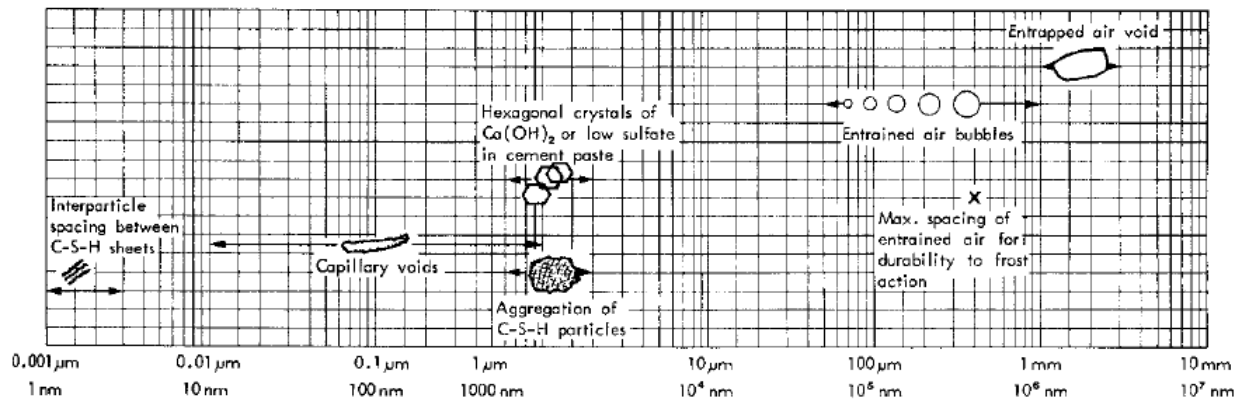 Entrapped air void
Hexagonal crystals of
Ca(OH)2 or low sulfate
in cement paste
Entrained air bubbles
Interparticle
spacing between
C-S-H sheets
Capillary voids
Max. spacing of
entrained air for
durability to frost
action
Aggregation of
C-S-H particles
0.001 μm 0.01 μm 0.1 μm 1 μm 10 μm 100 μm 1 mm 10 mm
1 nm 10 nm 100 nm 1000 nm 10⁴ nm 10⁵ nm 10⁶ nm 10⁷ nm